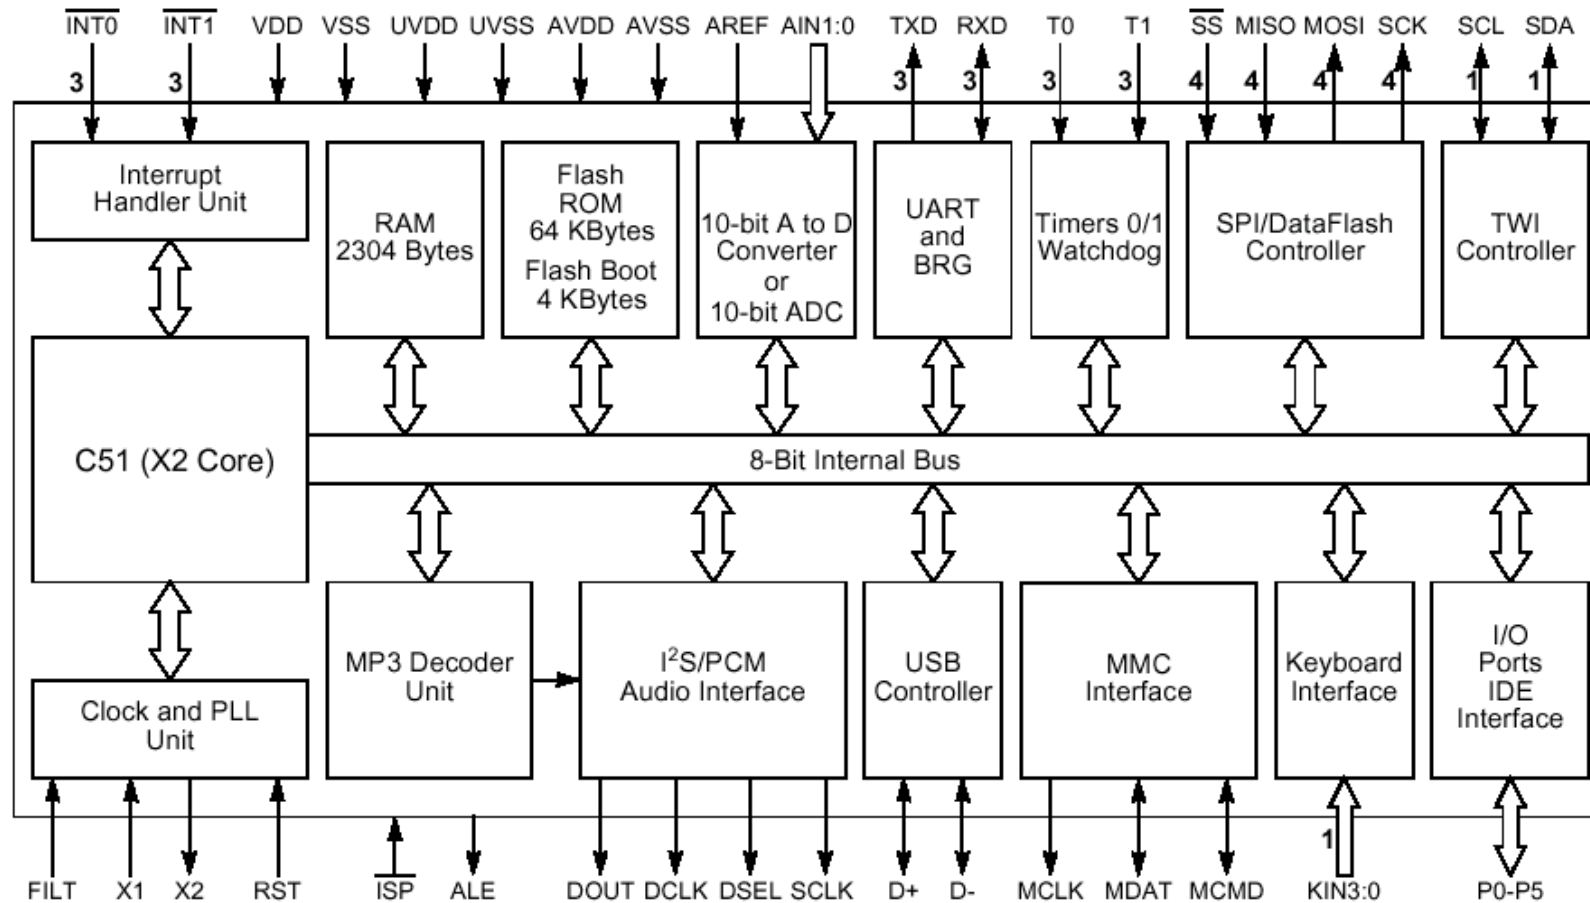 INT0 INT1 VDD VSS UVDD UVSS AVDD AVSS AREF AIN1:0 TXD RXD T0 T1 SS MISO MOSI SCK SCL SDA
3 3 3 3 3 3 4 4 4 4 1 1
Interrupt
Handler Unit
RAM
2304 Bytes
Flash
ROM
64 KBytes
Flash Boot
4 KBytes
10-bit A to D
Converter
or
10-bit ADC
UART
and
BRG
Timers 0/1
Watchdog
SPI/DataFlash
Controller
TWI
Controller
C51 (X2 Core)
8-Bit Internal Bus
Clock and PLL
Unit
MP3 Decoder
Unit
I²S/PCM
Audio Interface
USB
Controller
MMC
Interface
Keyboard
Interface
I/O
Ports
IDE
Interface
1
FILT X1 X2 RST ISP ALE DOUT DCLK DSEL SCLK D+ D- MCLK MDAT MCMD KIN3:0 P0-P5